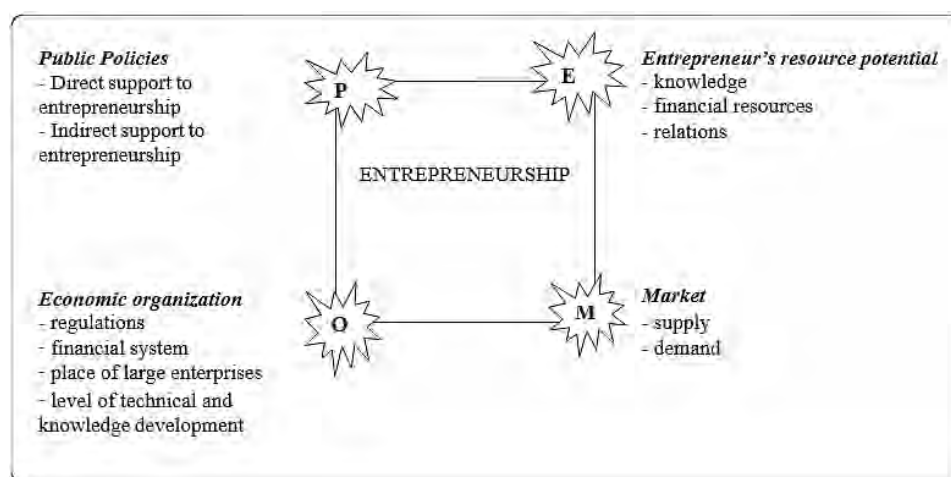 Public Policies
- Direct support to
entrepreneurship
- Indirect support to
entrepreneurship
P
E
Entrepreneur's resource potential
- knowledge
- financial resources
- relations
ENTREPRENEURSHIP
Economic organization
- regulations
- financial system
- place of large enterprises
- level of technical and
knowledge development
O
M
Market
- supply
- demand